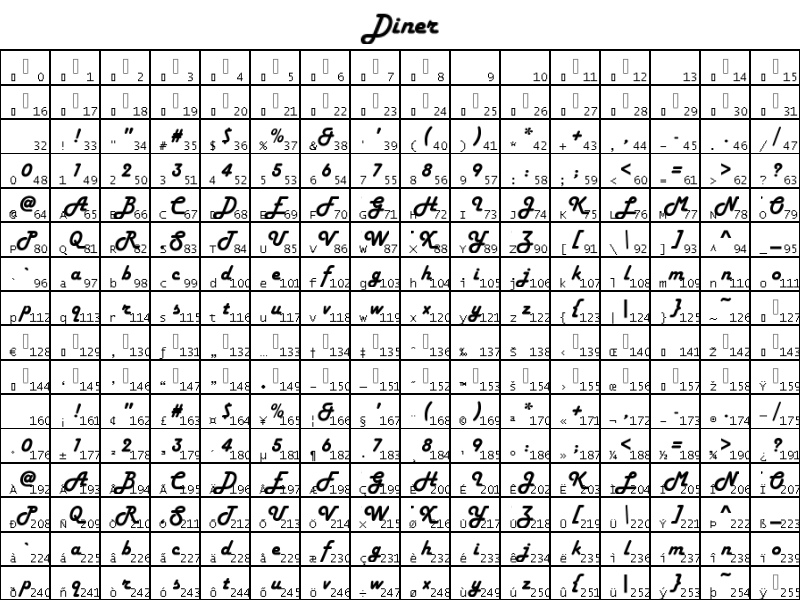 Diner
0 1 2 3 4 5 6 7 8 9 10 11 12 13 14 15
16 17 18 19 20 21 22 23 24 25 26 27 28 29 30 31
32 ! ! 33 " " 34 # # 35 $ $ 36 % % 37 & & 38 ' ' 39 ( ( 40 ) ) 41 * * 42 + + 43 , , 44 - - 45 . . 46 / / 47
0 0 48 1 1 49 2 2 50 3 3 51 4 4 52 5 5 53 6 6 54 7 7 55 8 8 56 9 9 57 : : 58 ; ; 59 < < 60 = = 61 > > 62 ? ? 63
@ @ 64 A A 65 B B 66 C C 67 D D 68 E E 69 F F 70 G G 71 H H 72 I I 73 J J 74 K K 75 L L 76 M M 77 N N 78 O O 79
P P 80 Q Q 81 R R 82 S S 83 T T 84 U U 85 V V 86 W W 87 X X 88 Y Y 89 Z Z 90 [ [ 91 \ \ 92 ] ] 93 ^ ^ 94 _ _ 95
` ` 96 a a 97 b b 98 c c 99 d d 100 e e 101 f f 102 g g 103 h h 104 i i 105 j j 106 k k 107 l l 108 m m 109 n n 110 o o 111
p p 112 q q 113 r r 114 s s 115 t t 116 u u 117 v v 118 w w 119 x x 120 y y 121 z z 122 { { 123 | | 124 } } 125 ~ ~ 126 127
€ 128 129 ‚ 130 ƒ 131 „ 132 … 133 † 134 ‡ 135 ˆ 136 ‰ 137 Š 138 ‹ 139 Œ 140 141 Ž 142 143
144 ‘ 145 ’ 146 “ 147 ” 148 • 149 – 150 — 151 ˜ 152 ™ 153 š 154 › 155 œ 156 157 ž 158 Ÿ 159
160 ¡ ! 161 ¢ " 162 £ # 163 ¤ $ 164 ¥ % 165 ¦ & 166 § ' 167 ¨ ( 168 © ) 169 ª * 170 « + 171 ¬ , 172 - - 173 ® . 174 ¯ / 175
° 0 176 ± 1 177 ² 2 178 ³ 3 179 ´ 4 180 µ 5 181 ¶ 6 182 · 7 183 ¸ 8 184 ¹ 9 185 º : 186 » ; 187 ¼ < 188 ½ = 189 ¾ > 190 ¿ ? 191
À @ 192 Á A 193 Â B 194 Ã C 195 Ä D 196 Å E 197 Æ F 198 Ç G 199 È H 200 É I 201 Ê J 202 Ë K 203 Ì L 204 Í M 205 Î N 206 Ï O 207
Ð P 208 Ñ Q 209 Ò R 210 Ó S 211 Ô T 212 Õ U 213 Ö V 214 × W 215 Ø X 216 Ù Y 217 Ú Z 218 Û [ 219 Ü \ 220 Ý ] 221 Þ ^ 222 ß _ 223
à ` 224 á a 225 â b 226 ã c 227 ä d 228 å e 229 æ f 230 ç g 231 è h 232 é i 233 ê j 234 ë k 235 ì l 236 í m 237 î n 238 ï o 239
ð p 240 ñ q 241 ò r 242 ó s 243 ô t 244 õ u 245 ö v 246 ÷ w 247 ø x 248 ù y 249 ú z 250 û { 251 ü | 252 ý } 253 þ ~ 254 ÿ 255